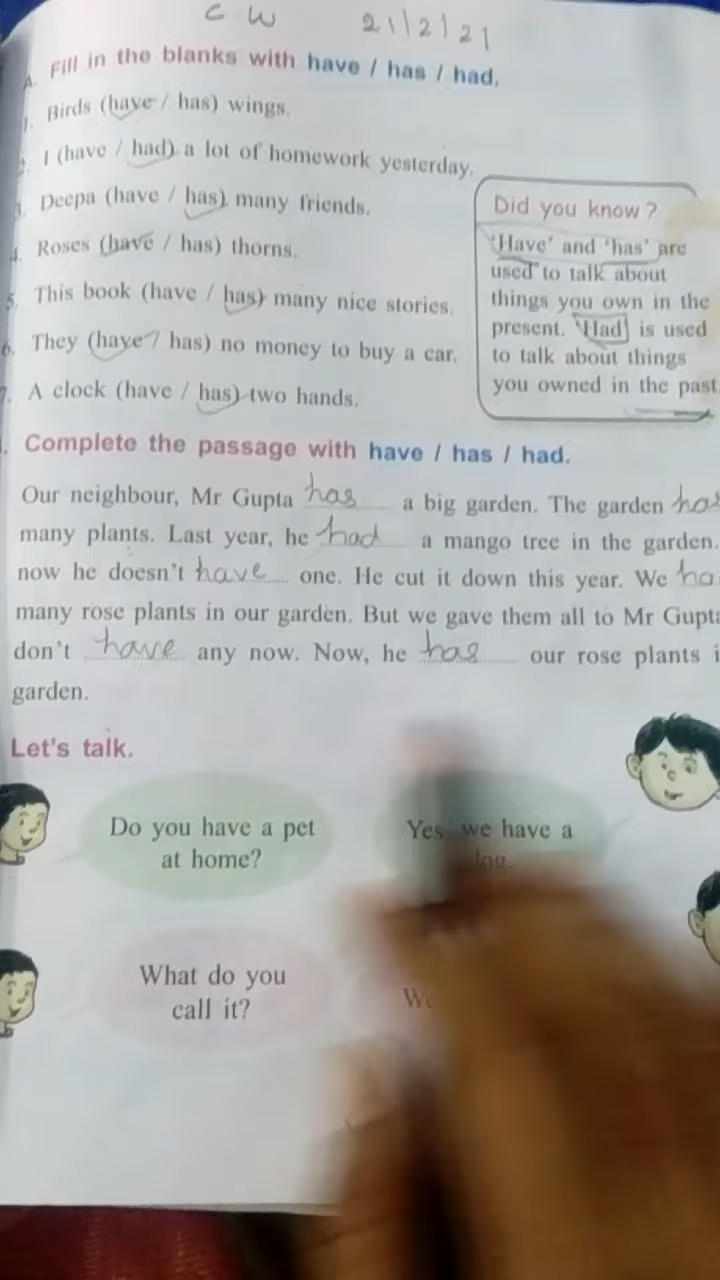 C W 21/2/21
A. Fill in the blanks with have / has / had.
1. Birds (have / has) wings.
2. I (have / had) a lot of homework yesterday.
3. Deepa (have / has) many friends.
4. Roses (have / has) thorns.
5. This book (have / has) many nice stories.
6. They (have / has) no money to buy a car.
7. A clock (have / has) two hands.
Did you know?
'Have' and 'has' are
used to talk about
things you own in the
present. 'Had' is used
to talk about things
you owned in the past
Complete the passage with have / has / had.
Our neighbour, Mr Gupta has a big garden. The garden has
many plants. Last year, he had a mango tree in the garden.
now he doesn't have one. He cut it down this year. We
many rose plants in our garden. But we gave them all to Mr Gupta
don't have any now. Now, he has our rose plants
garden.
Let's talk.
Do you have a pet
at home?
Yes we have a
What do you
call it?
We